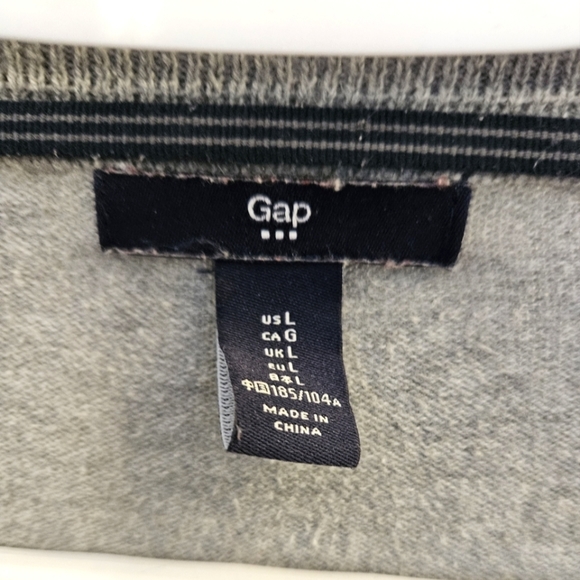 Gap
US L
CA G
UK L
EU L
日本 L
中国 185/104A
MADE IN
CHINA